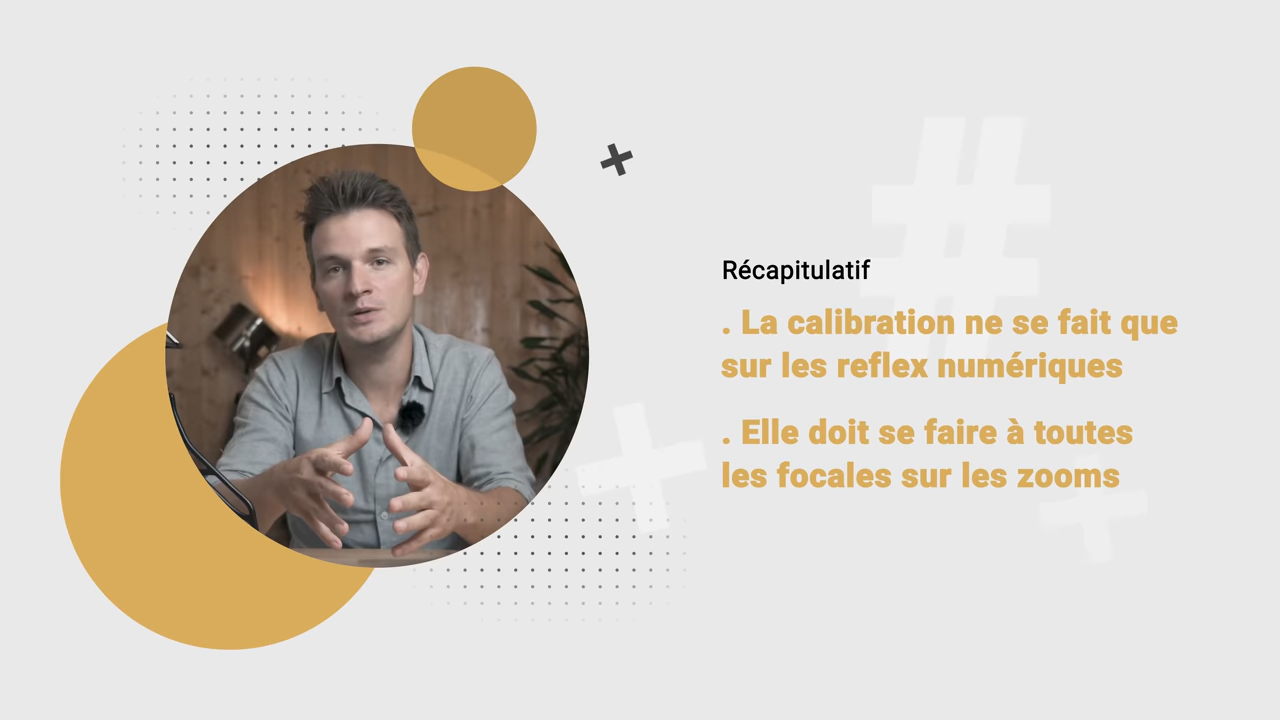 Récapitulatif
. La calibration ne se fait que
sur les reflex numériques
. Elle doit se faire à toutes
les focales sur les zooms